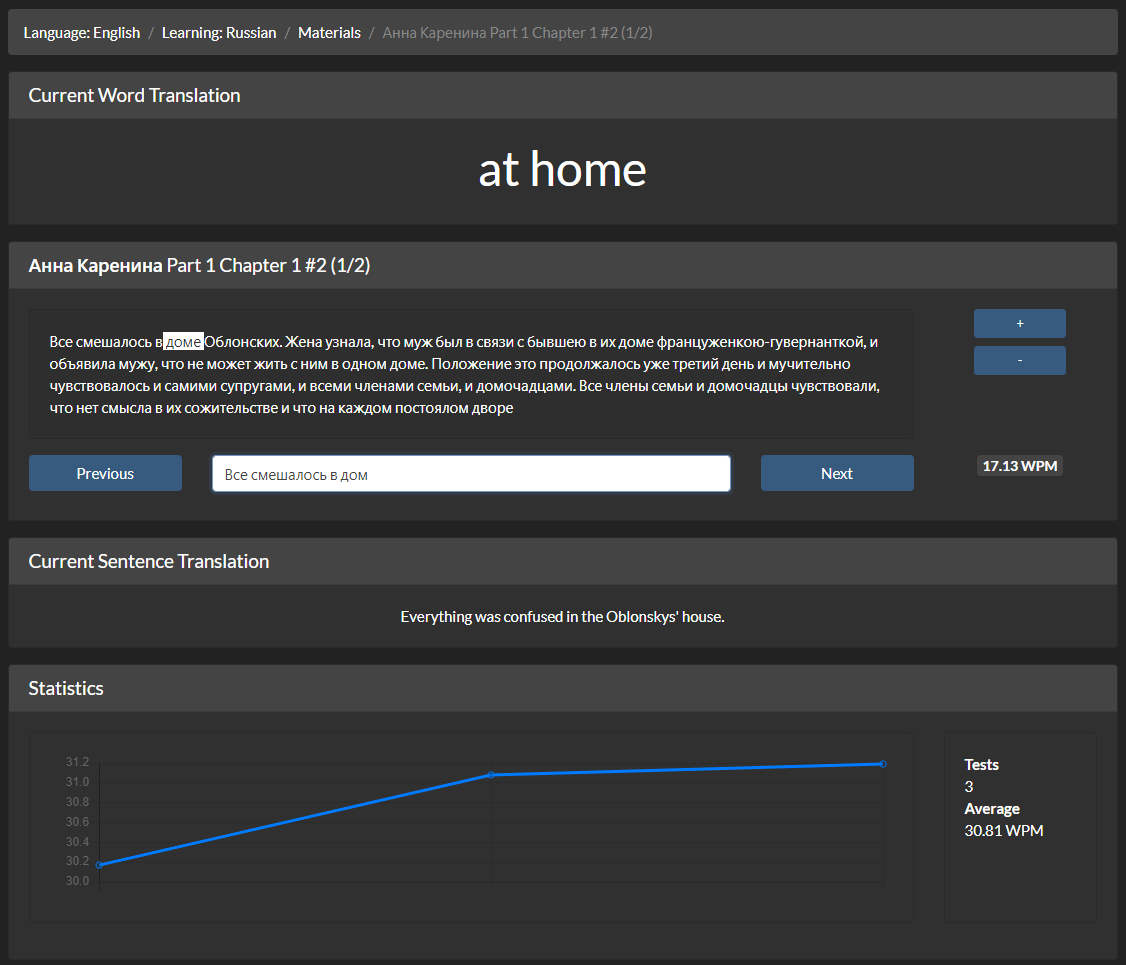 Language: English / Learning: Russian / Materials / Анна Каренина Part 1 Chapter 1 #2 (1/2)
Current Word Translation
at home
Анна Каренина Part 1 Chapter 1 #2 (1/2)
Все смешалось в доме Облонских. Жена узнала, что муж был в связи с бывшею в их доме француженкою-гувернанткой, и
объявила мужу, что не может жить с ним в одном доме. Положение это продолжалось уже третий день и мучительно
чувствовалось и самими супругами, и всеми членами семьи, и домочадцами. Все члены семьи и домочадцы чувствовали,
что нет смысла в их сожительстве и что на каждом постоялом дворе
+
-
Previous
Все смешалось в дом
Next
17.13 WPM
Current Sentence Translation
Everything was confused in the Oblonskys' house.
Statistics
31.2
31.0
30.8
30.6
30.4
30.2
30.0
Tests
3
Average
30.81 WPM